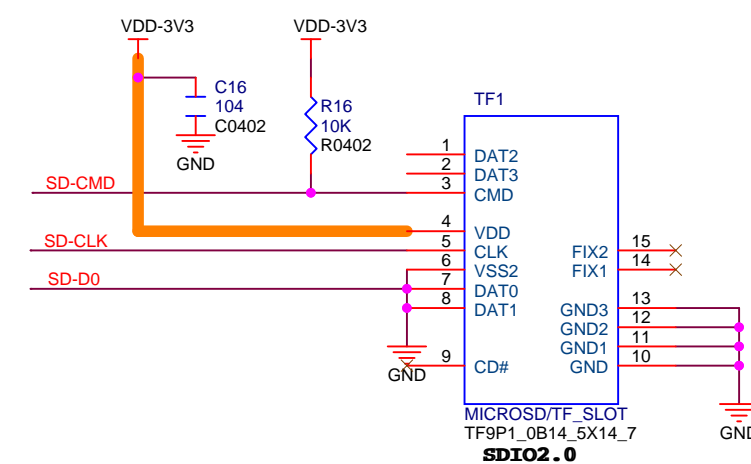 VDD-3V3
VDD-3V3
C16
104
C0402
GND
R16
10K
R0402
TF1
SD-CMD
SD-CLK
SD-D0
1 DAT2
2 DAT3
3 CMD
4 VDD
5 CLK
6 VSS2
7 DAT0
8 DAT1
9 CD#
GND
FIX2 15
FIX1 14
GND3 13
GND2 12
GND1 11
GND 10
GND
MICROSD/TF_SLOT
TF9P1_0B14_5X14_7
SDIO2.0